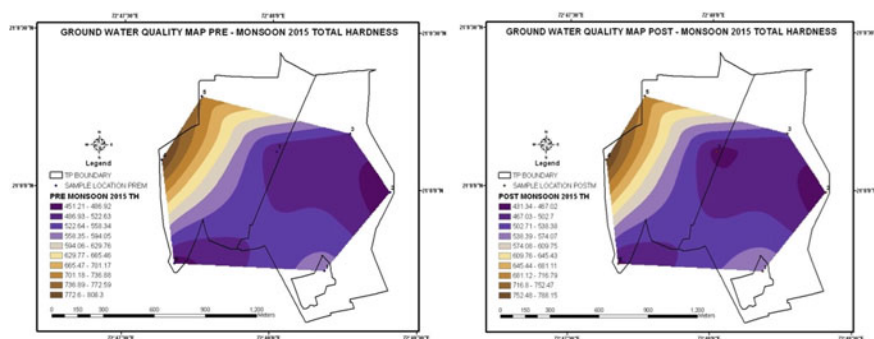 GROUND WATER QUALITY MAP PRE - MONSOON 2015 TOTAL HARDNESS
Legend
TP BOUNDARY
SAMPLE LOCATION PREM
PRE MONSOON 2015 TH
451.21 - 486.92
486.93 - 522.63
522.64 - 558.34
558.35 - 594.05
594.06 - 629.76
629.77 - 665.46
665.47 - 701.17
701.18 - 736.88
736.89 - 772.59
772.6 - 808.3
0 300 600 900 1,200
Meters
GROUND WATER QUALITY MAP POST - MONSOON 2015 TOTAL HARDNESS
Legend
TP BOUNDARY
SAMPLE LOCATION POSTM
POST MONSOON 2015 TH
431.34 - 467.02
467.03 - 502.7
502.71 - 538.38
538.39 - 574.07
574.08 - 609.75
609.76 - 645.43
645.44 - 681.11
681.12 - 716.79
716.8 - 752.47
752.48 - 788.15
0 300 600 900 1,200
Meters